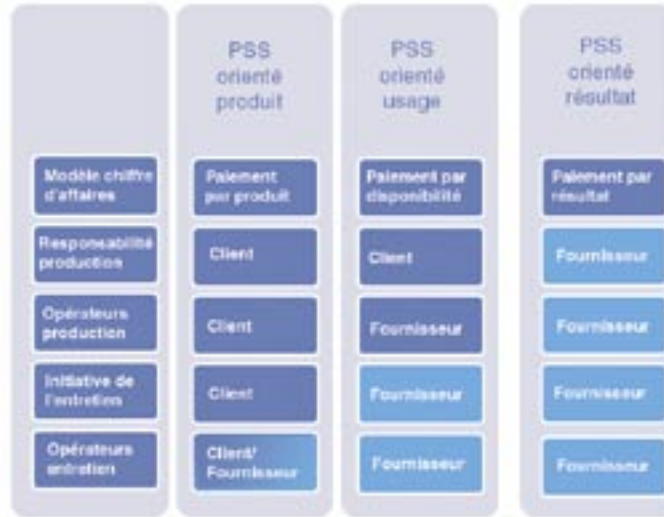 PSS
orienté
produit
PSS
orienté
usage
PSS
orienté
résultat
Modèle chiffre
d'affaires
Paiement
par produit
Paiement par
disponibilité
Paiement par
résultat
Responsabilité
production
Client
Client
Fournisseur
Opérateurs
production
Client
Fournisseur
Fournisseur
Initiative de
l'entretien
Client
Fournisseur
Fournisseur
Opérateurs
entretien
Client/
Fournisseur
Fournisseur
Fournisseur